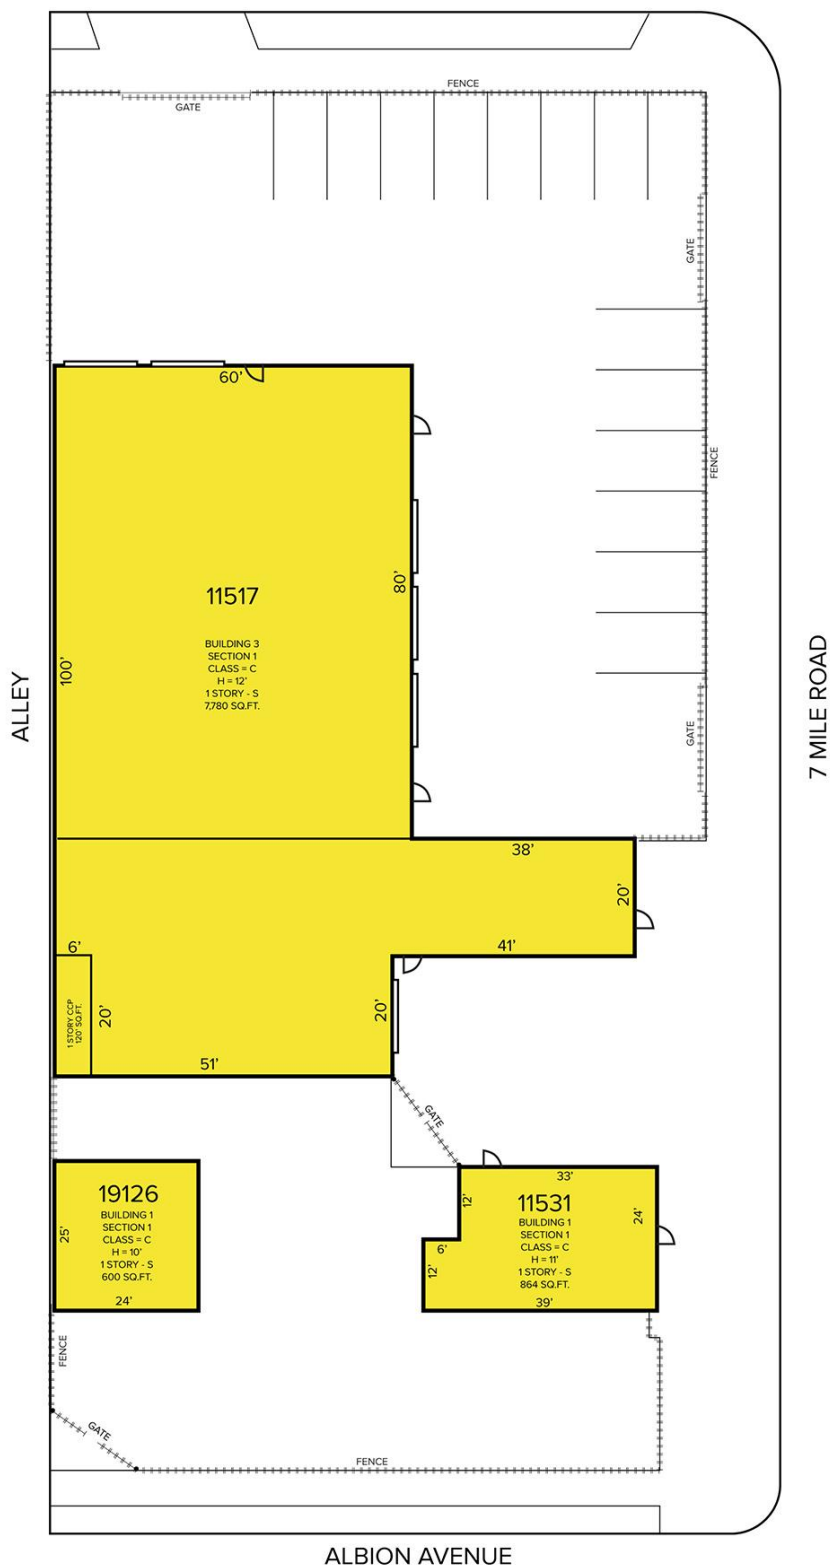 FENCE
GATE
GATE
60'
FENCE
80'
11517
BUILDING 3
SECTION 1
CLASS = C
H = 12'
1 STORY - S
7,780 SQ.FT.
100'
ALLEY
7 MILE ROAD
GATE
38'
20'
6'
41'
1 STORY CCP
120' SQ.FT.
20'
20'
51'
GATE
19126
BUILDING 1
SECTION 1
CLASS = C
H = 10'
1 STORY - S
600 SQ.FT.
25'
24'
33'
12'
11531
BUILDING 1
SECTION 1
CLASS = C
H = 11'
1 STORY - S
864 SQ.FT.
24'
6'
12'
39'
FENCE
GATE
FENCE
ALBION AVENUE